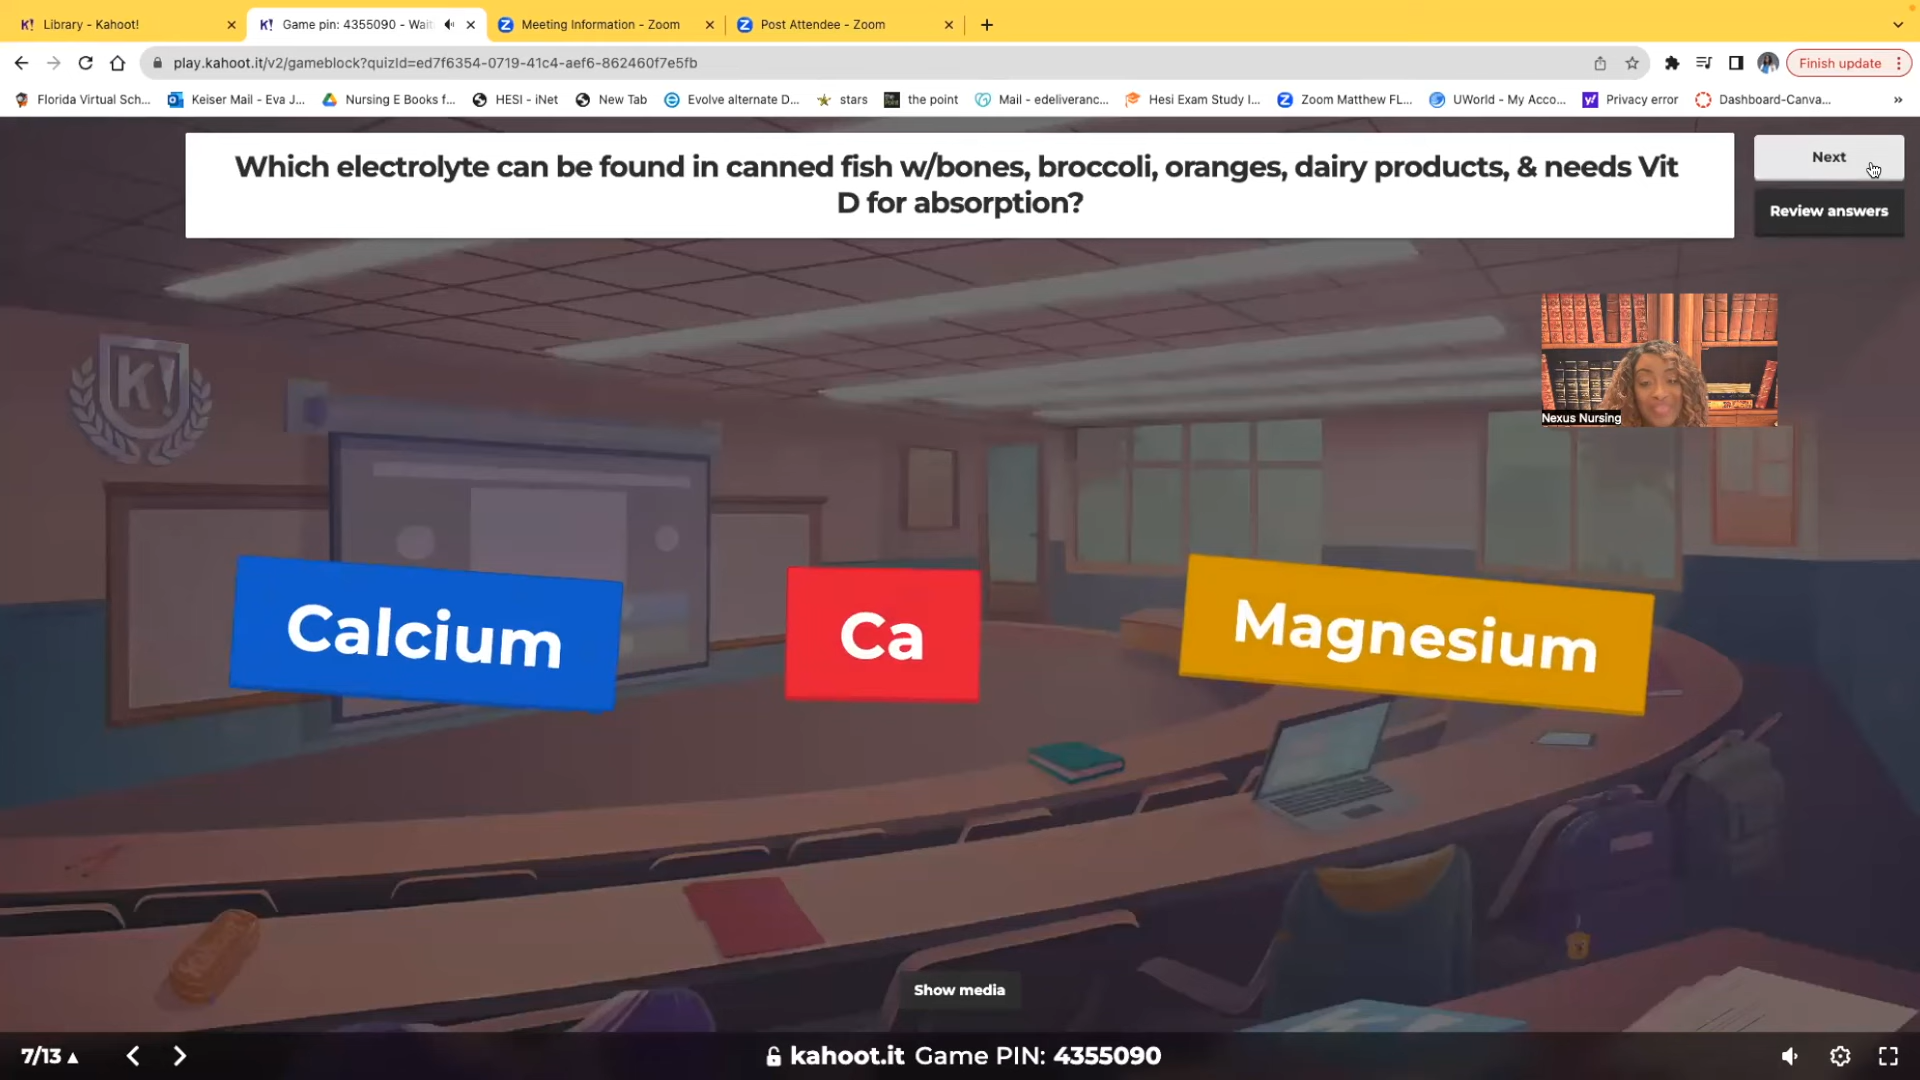 Library - Kahoot!
Game pin: 4355090 - Wait
Meeting Information - Zoom
Post Attendee - Zoom
play.kahoot.it/v2/gameblock?quizId=ed7f6354-0719-41c4-aef6-862460f7e5fb
Finish update
Florida Virtual Sch...
Keiser Mail - Eva J...
Nursing E Books f...
HESI - iNet
New Tab
Evolve alternate D...
stars
the point
Mail - edeliveranc...
Hesi Exam Study I...
Zoom Matthew FL...
UWorld - My Acco...
Privacy error
Dashboard-Canva...
Which electrolyte can be found in canned fish w/bones, broccoli, oranges, dairy products, & needs Vit
D for absorption?
Next
Review answers
K!
Nexus Nursing
Calcium
Ca
Magnesium
Show media
7/13
kahoot.it Game PIN: 4355090